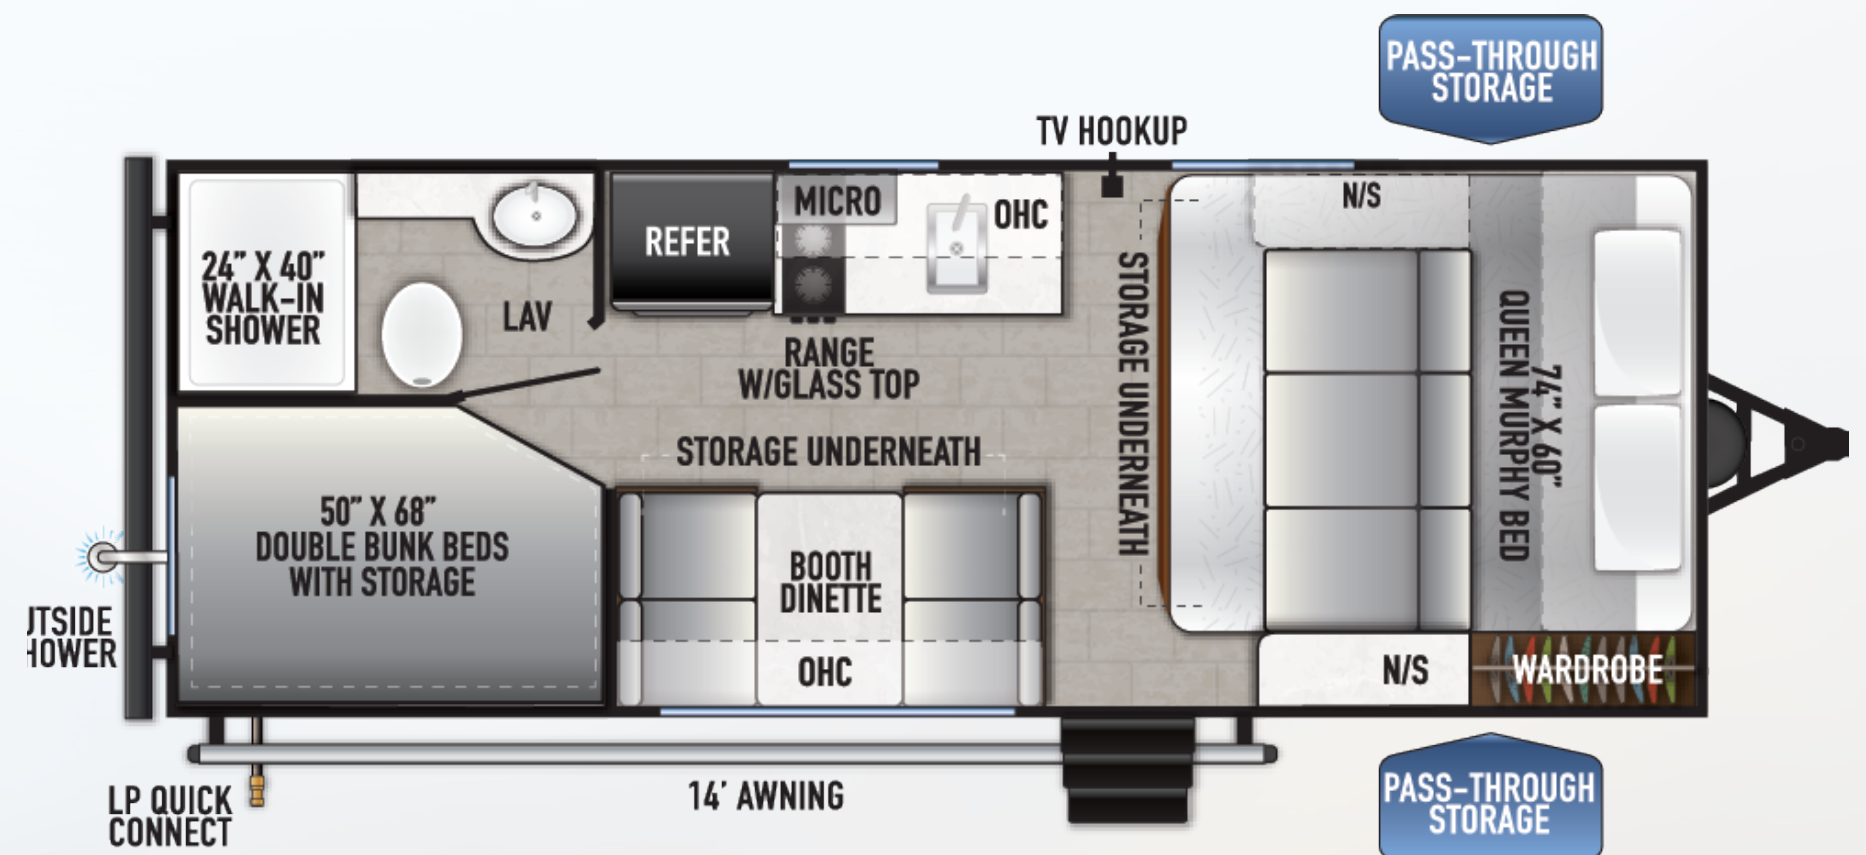 PASS-THROUGH
STORAGE
TV HOOKUP
MICRO
OHC
N/S
REFER
24" X 40"
WALK-IN
SHOWER
LAV
RANGE
W/GLASS TOP
STORAGE UNDERNEATH
STORAGE UNDERNEATH
74" X 60"
QUEEN MURPHY BED
50" X 68"
DOUBLE BUNK BEDS
WITH STORAGE
BOOTH
DINETTE
OHC
N/S
WARDROBE
UTSIDE
HOWER
LP QUICK
CONNECT
14' AWNING
PASS-THROUGH
STORAGE